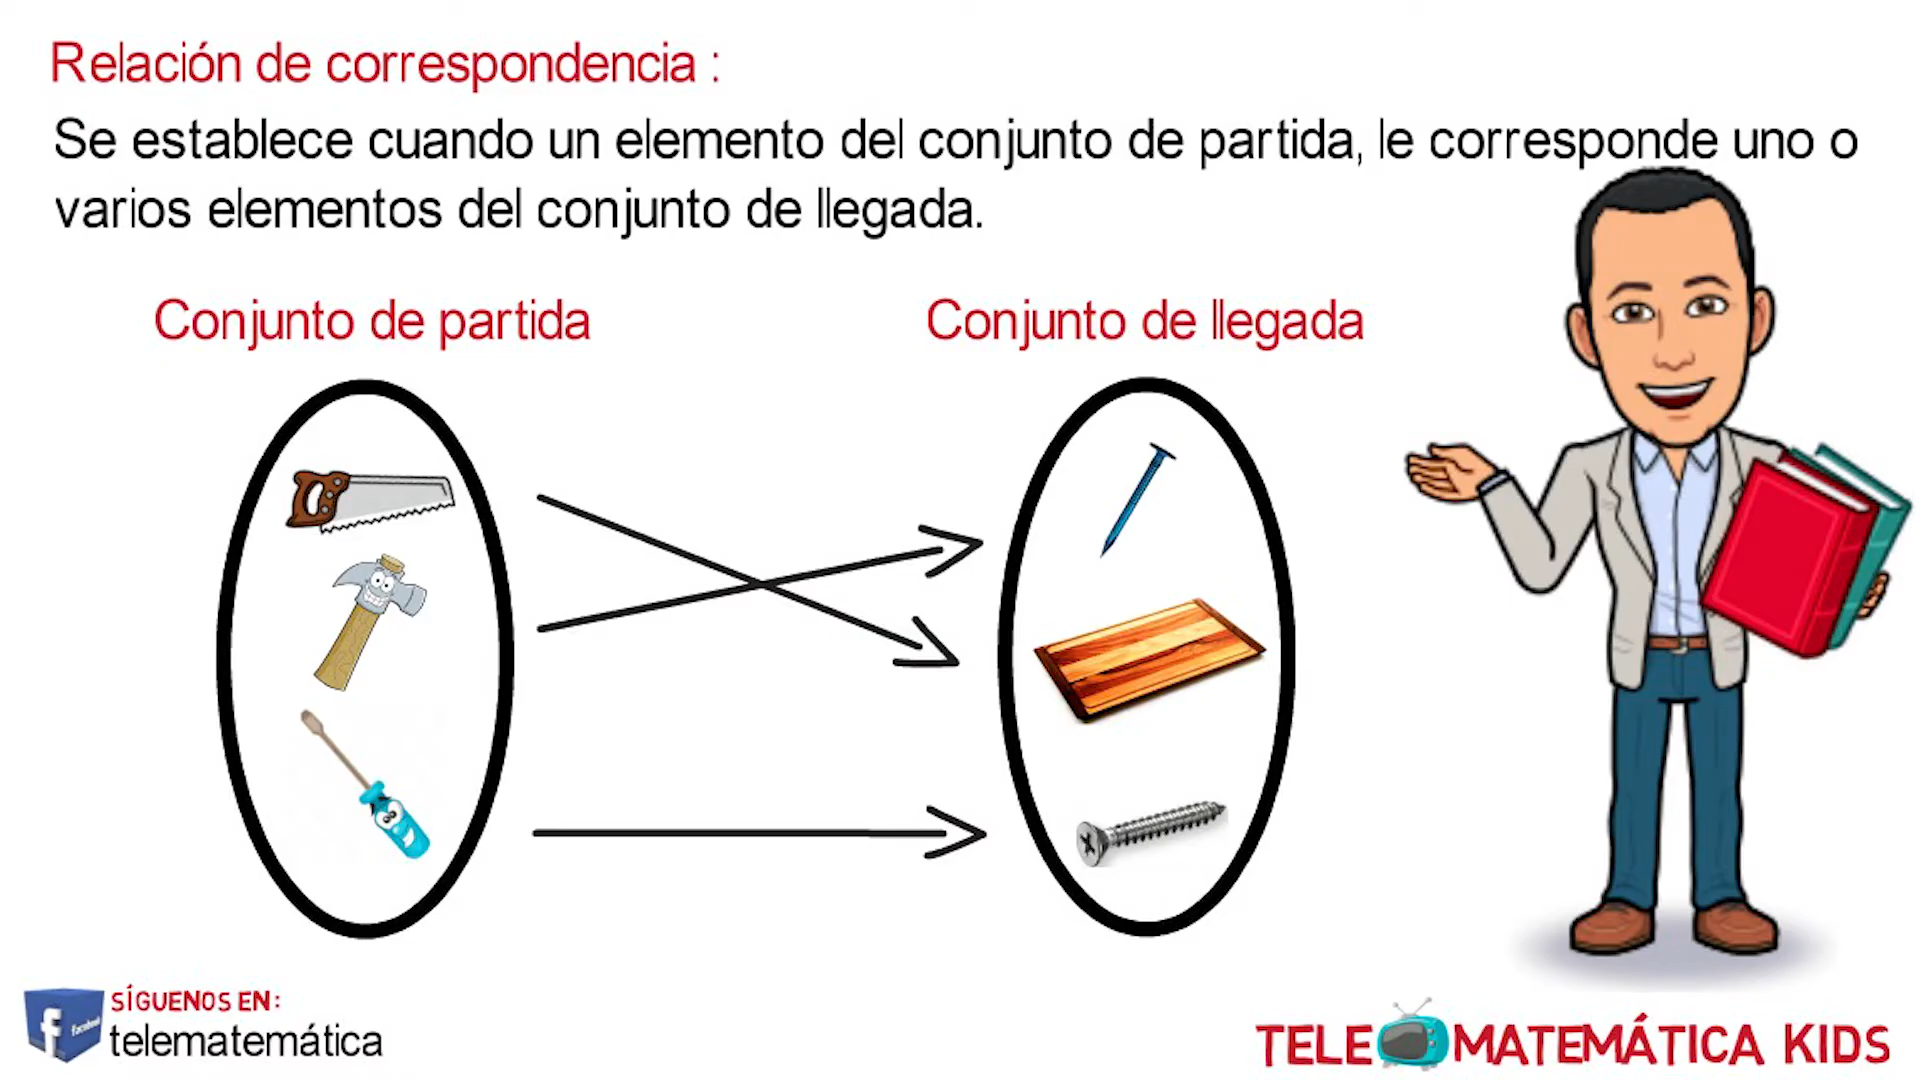 Relación de correspondencia :
Se establece cuando un elemento del conjunto de partida, le corresponde uno o
varios elementos del conjunto de llegada.
Conjunto de partida
Conjunto de llegada
f facebook
SÍGUENOS EN:
telematemática
TELE MATEMÁTICA KIDS